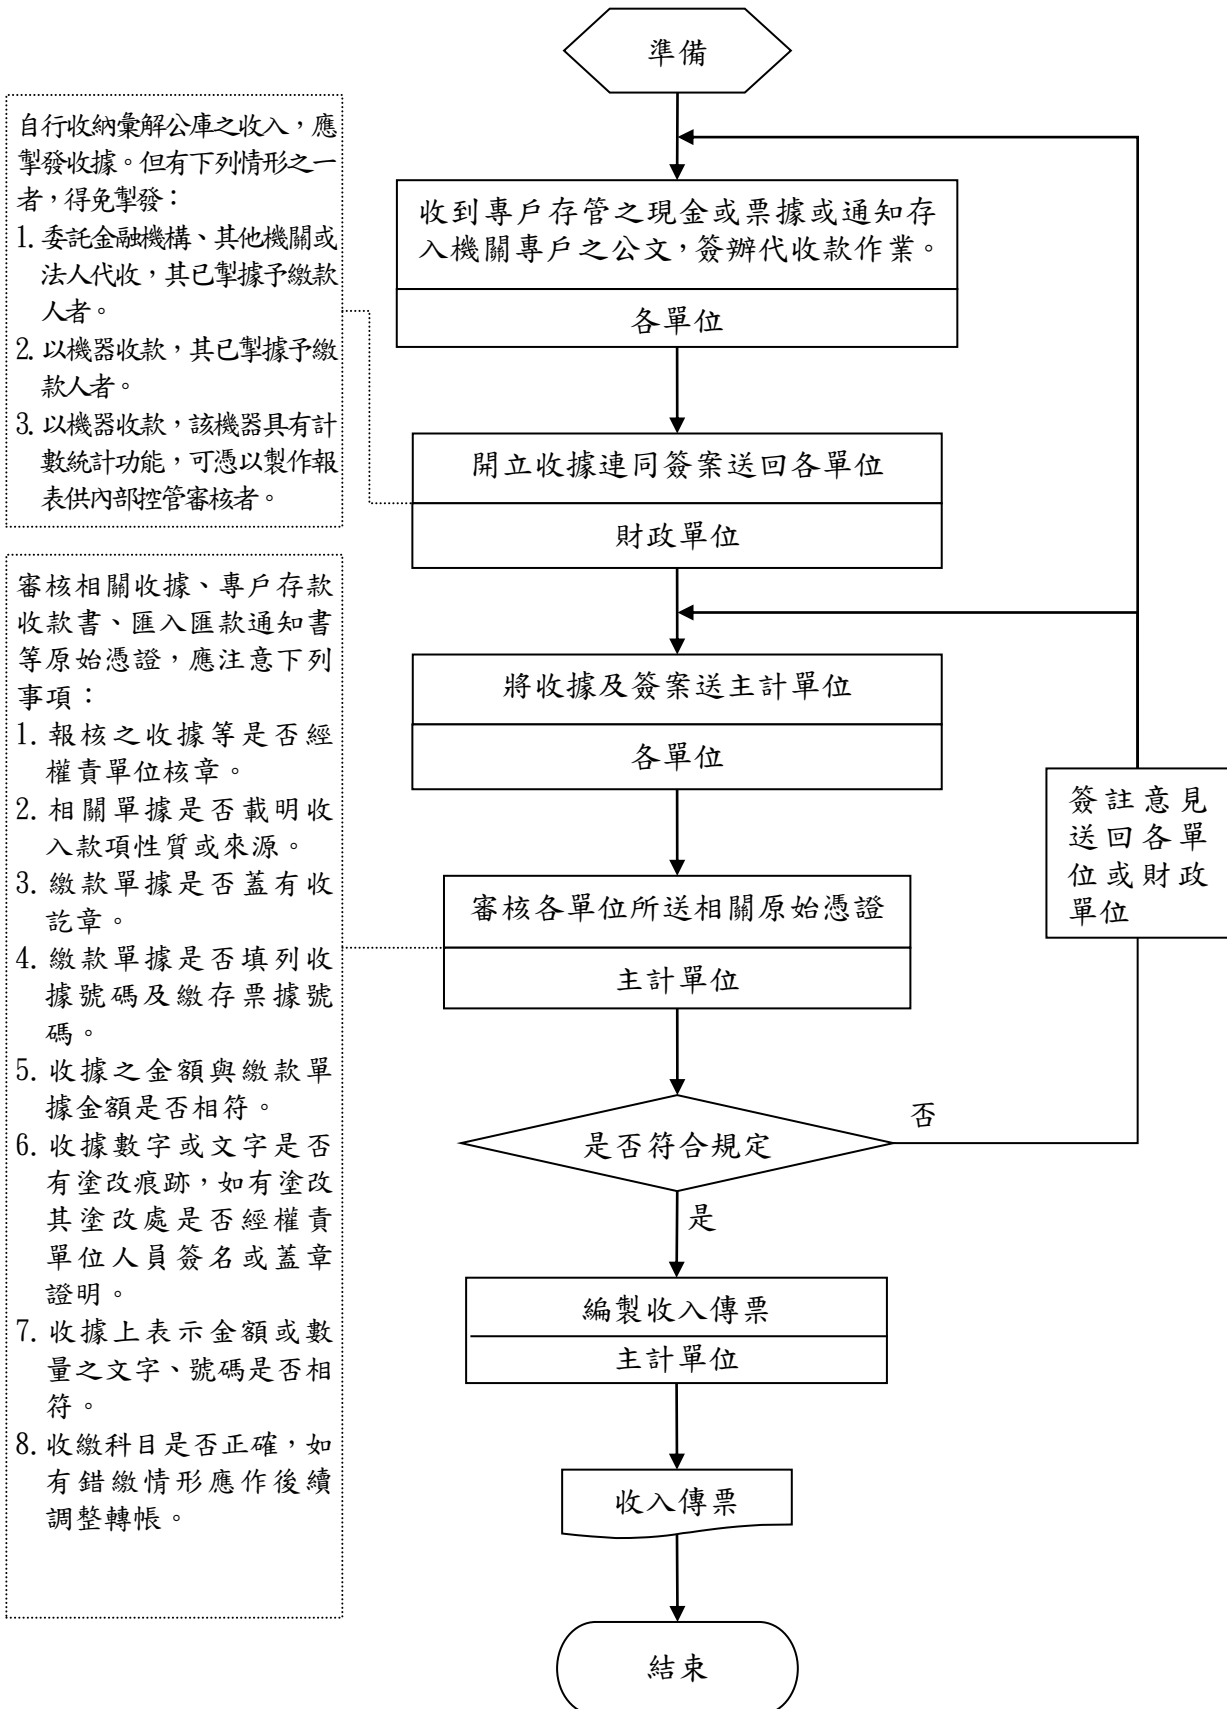 準備
自行收納彙解公庫之收入，應
掣發收據。但有下列情形之一
者，得免掣發：
1. 委託金融機構、其他機關或
法人代收，其已掣據予繳款
人者。
2. 以機器收款，其已掣據予繳
款人者。
3. 以機器收款，該機器具有計
數統計功能，可憑以製作報
表供內部控管審核者。
收到專戶存管之現金或票據或通知存
入機關專戶之公文，簽辦代收款作業。
各單位
開立收據連同簽案送回各單位
財政單位
審核相關收據、專戶存款
收款書、匯入匯款通知書
等原始憑證，應注意下列
事項：
1. 報核之收據等是否經
權責單位核章。
2. 相關單據是否載明收
入款項性質或來源。
3. 繳款單據是否蓋有收
訖章。
4. 繳款單據是否填列收
據號碼及繳存票據號
碼。
5. 收據之金額與繳款單
據金額是否相符。
6. 收據數字或文字是否
有塗改痕跡，如有塗改
其塗改處是否經權責
單位人員簽名或蓋章
證明。
7. 收據上表示金額或數
量之文字、號碼是否相
符。
8. 收繳科目是否正確，如
有錯繳情形應作後續
調整轉帳。
將收據及簽案送主計單位
各單位
簽註意見
送回各單
位或財政
單位
審核各單位所送相關原始憑證
主計單位
是否符合規定
否
是
編製收入傳票
主計單位
收入傳票
結束